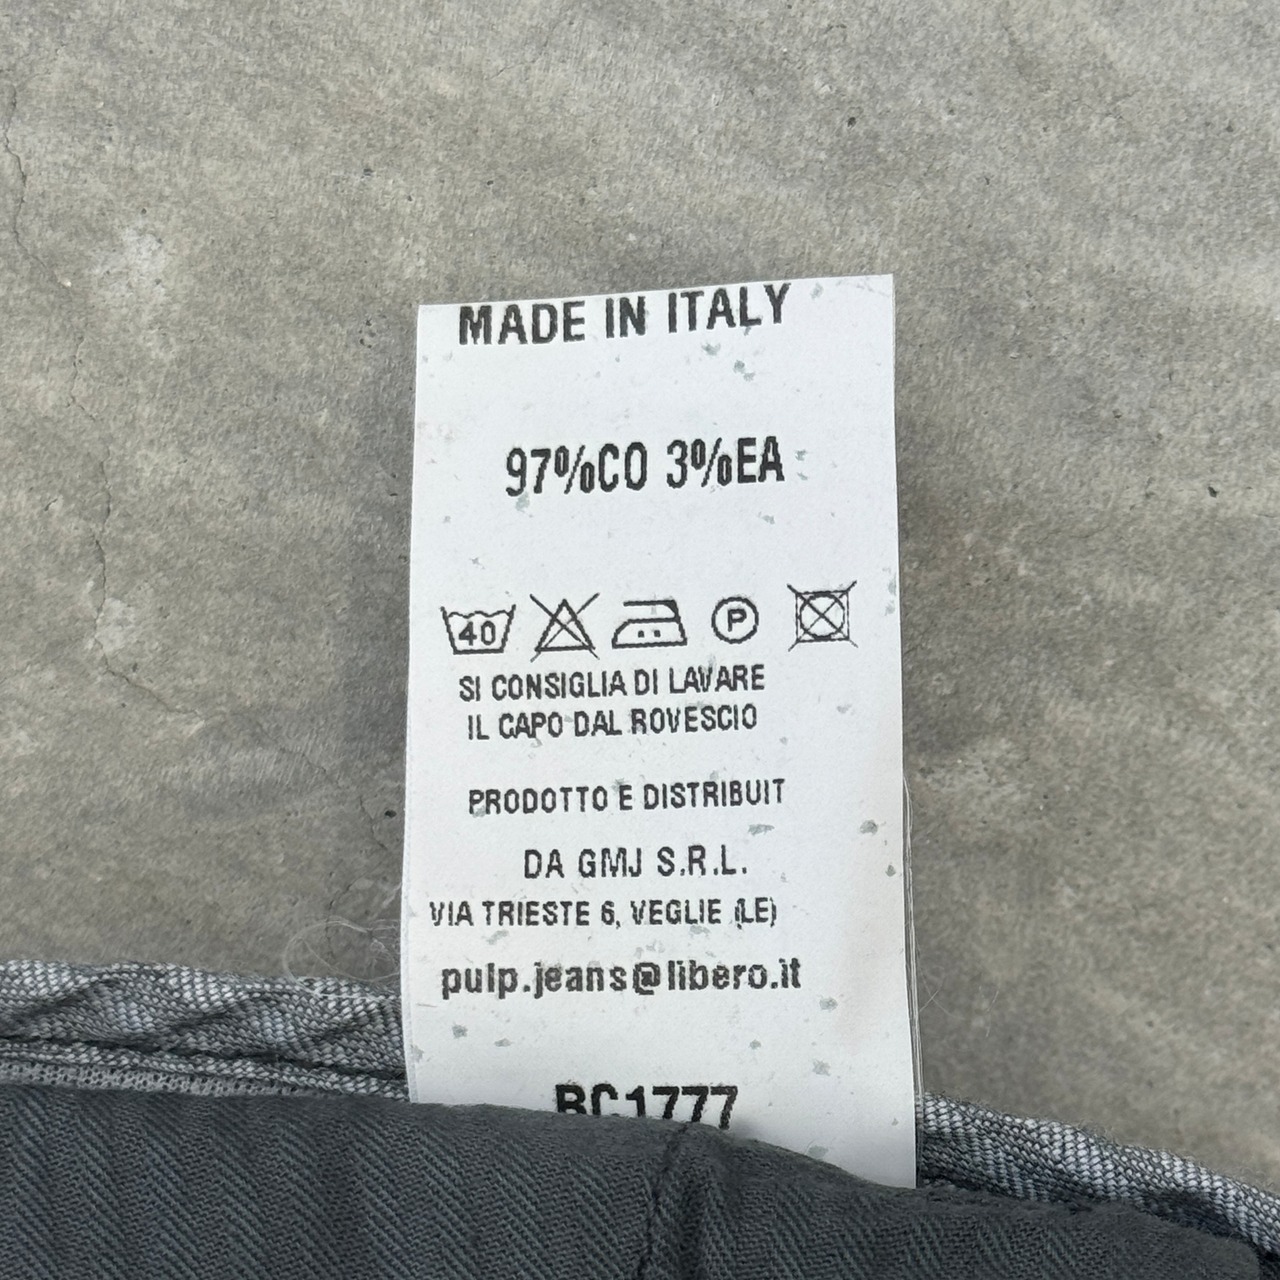 MADE IN ITALY
97%CO 3%EA
40 P
SI CONSIGLIA DI LAVARE
IL CAPO DAL ROVESCIO
PRODOTTO E DISTRIBUIT
DA GMJ S.R.L.
VIA TRIESTE 6, VEGLIE (LE)
pulp.jeans@libero.it
BC1777